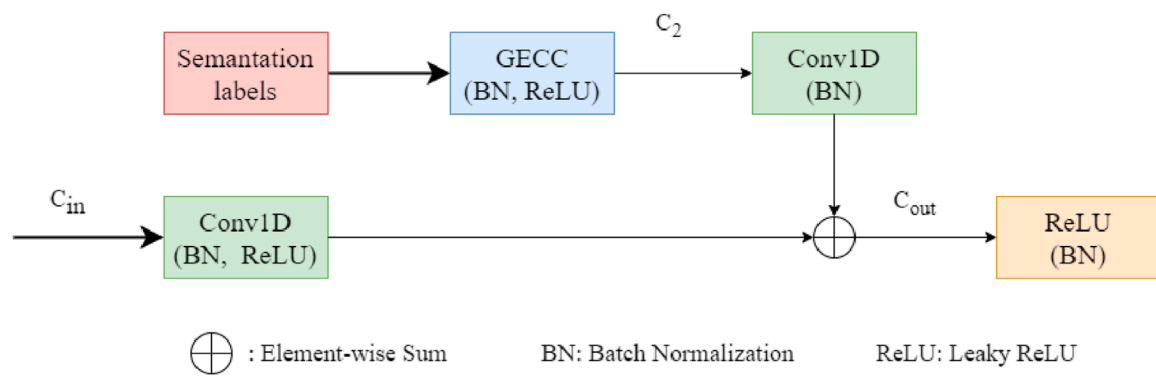 C2
Semantation
labels
GECC
(BN, ReLU)
Conv1D
(BN)
Cin
Conv1D
(BN, ReLU)
Cout
ReLU
(BN)
: Element-wise Sum
BN: Batch Normalization
ReLU: Leaky ReLU